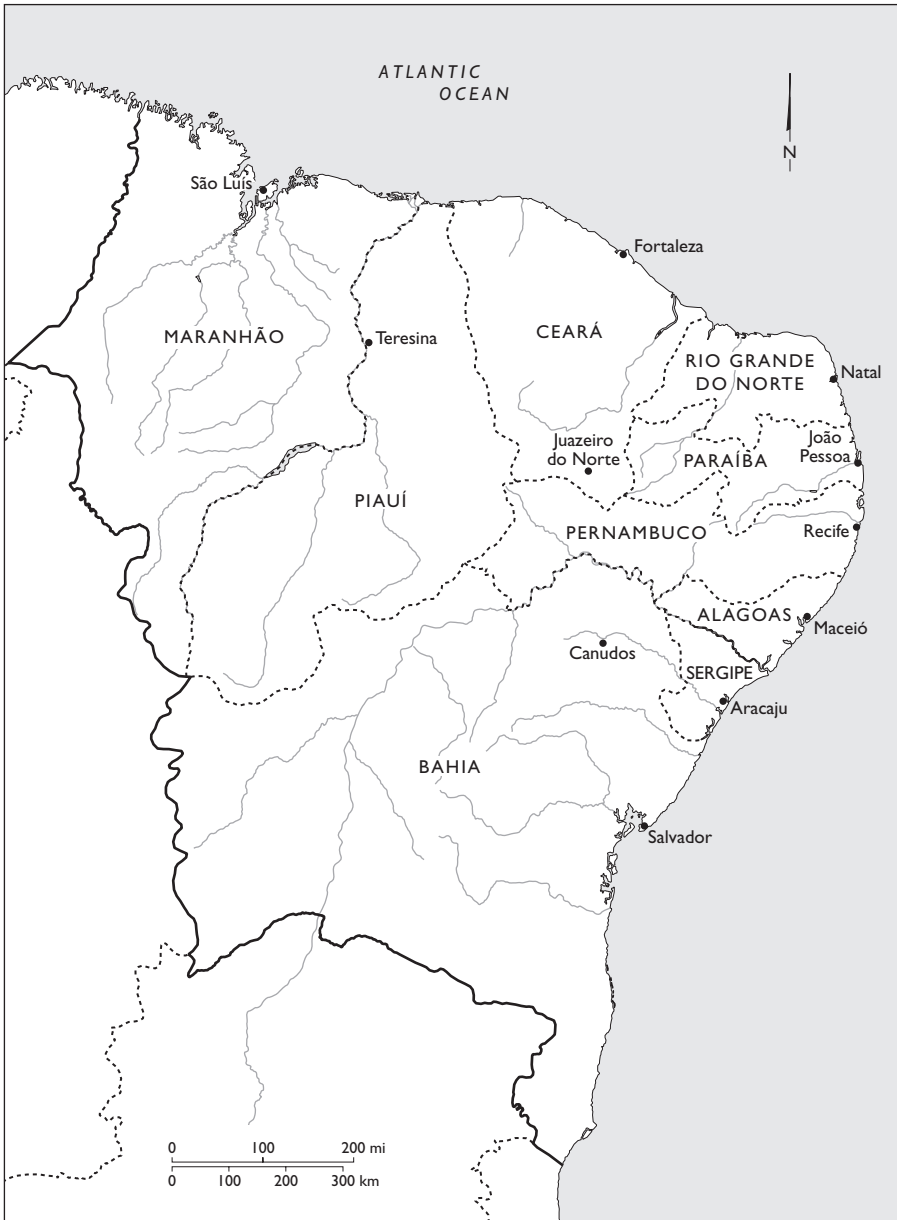 ATLANTIC
OCEAN
N
São Luís
Fortaleza
MARANHÃO
Teresina
CEARÁ
RIO GRANDE
DO NORTE
Natal
Juazeiro
do Norte
PARAÍBA
João
Pessoa
PIAUÍ
PERNAMBUCO
Recife
ALAGOAS
Maceió
Canudos
SERGIPE
Aracaju
BAHIA
Salvador
0 100 200 mi
0 100 200 300 km